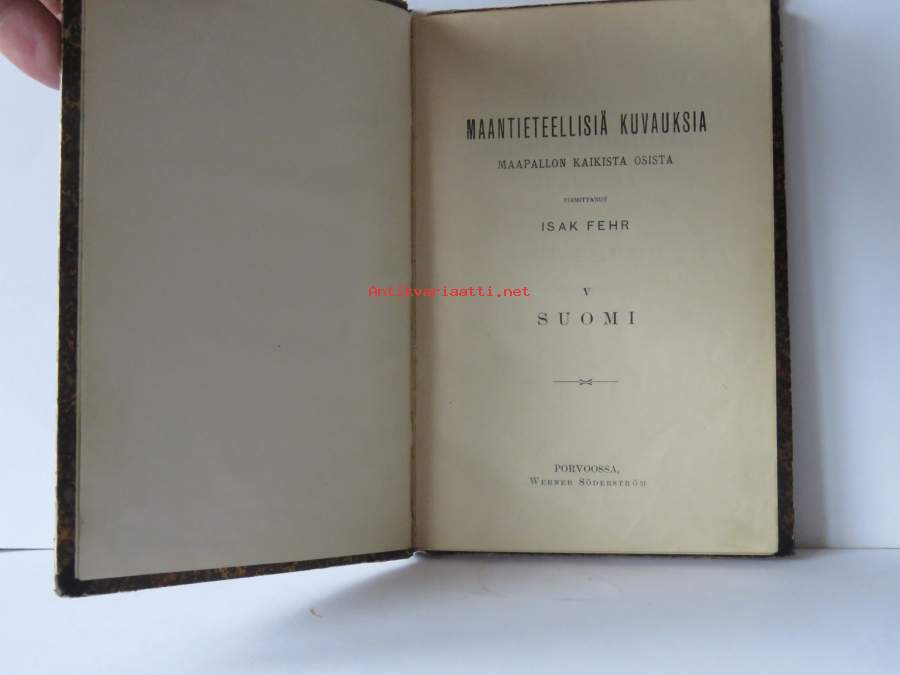 MAANTIETEELLISIÄ KUVAUKSIA
MAAPALLON KAIKISTA OSISTA
TOIMITTANUT
ISAK FEHR
Antikvariaatti.net
V
SUOMI
PORVOOSSA,
WERNER SÖDERSTRÖM